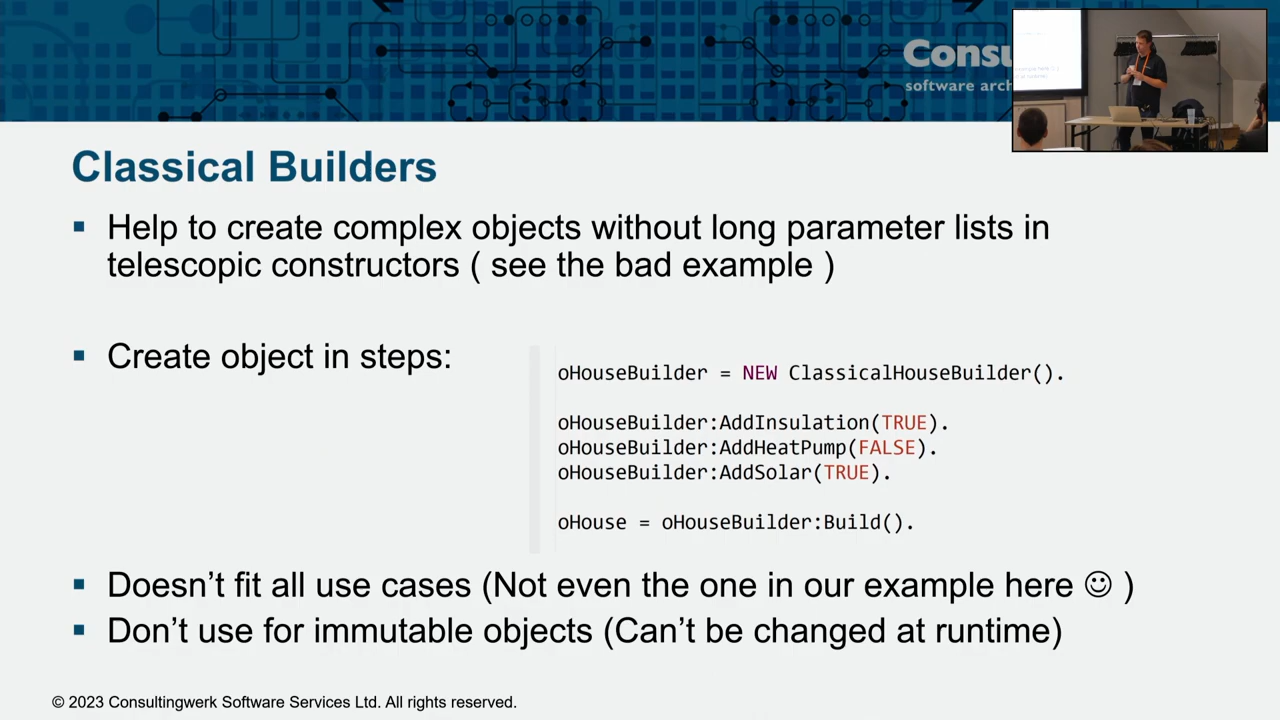 Consu
software arch
Classical Builders
▪ Help to create complex objects without long parameter lists in
telescopic constructors ( see the bad example )
▪ Create object in steps:
oHouseBuilder = NEW ClassicalHouseBuilder().
oHouseBuilder:AddInsulation(TRUE).
oHouseBuilder:AddHeatPump(FALSE).
oHouseBuilder:AddSolar(TRUE).
oHouse = oHouseBuilder:Build().
▪ Doesn’t fit all use cases (Not even the one in our example here ☺ )
▪ Don’t use for immutable objects (Can’t be changed at runtime)
© 2023 Consultingwerk Software Services Ltd. All rights reserved.